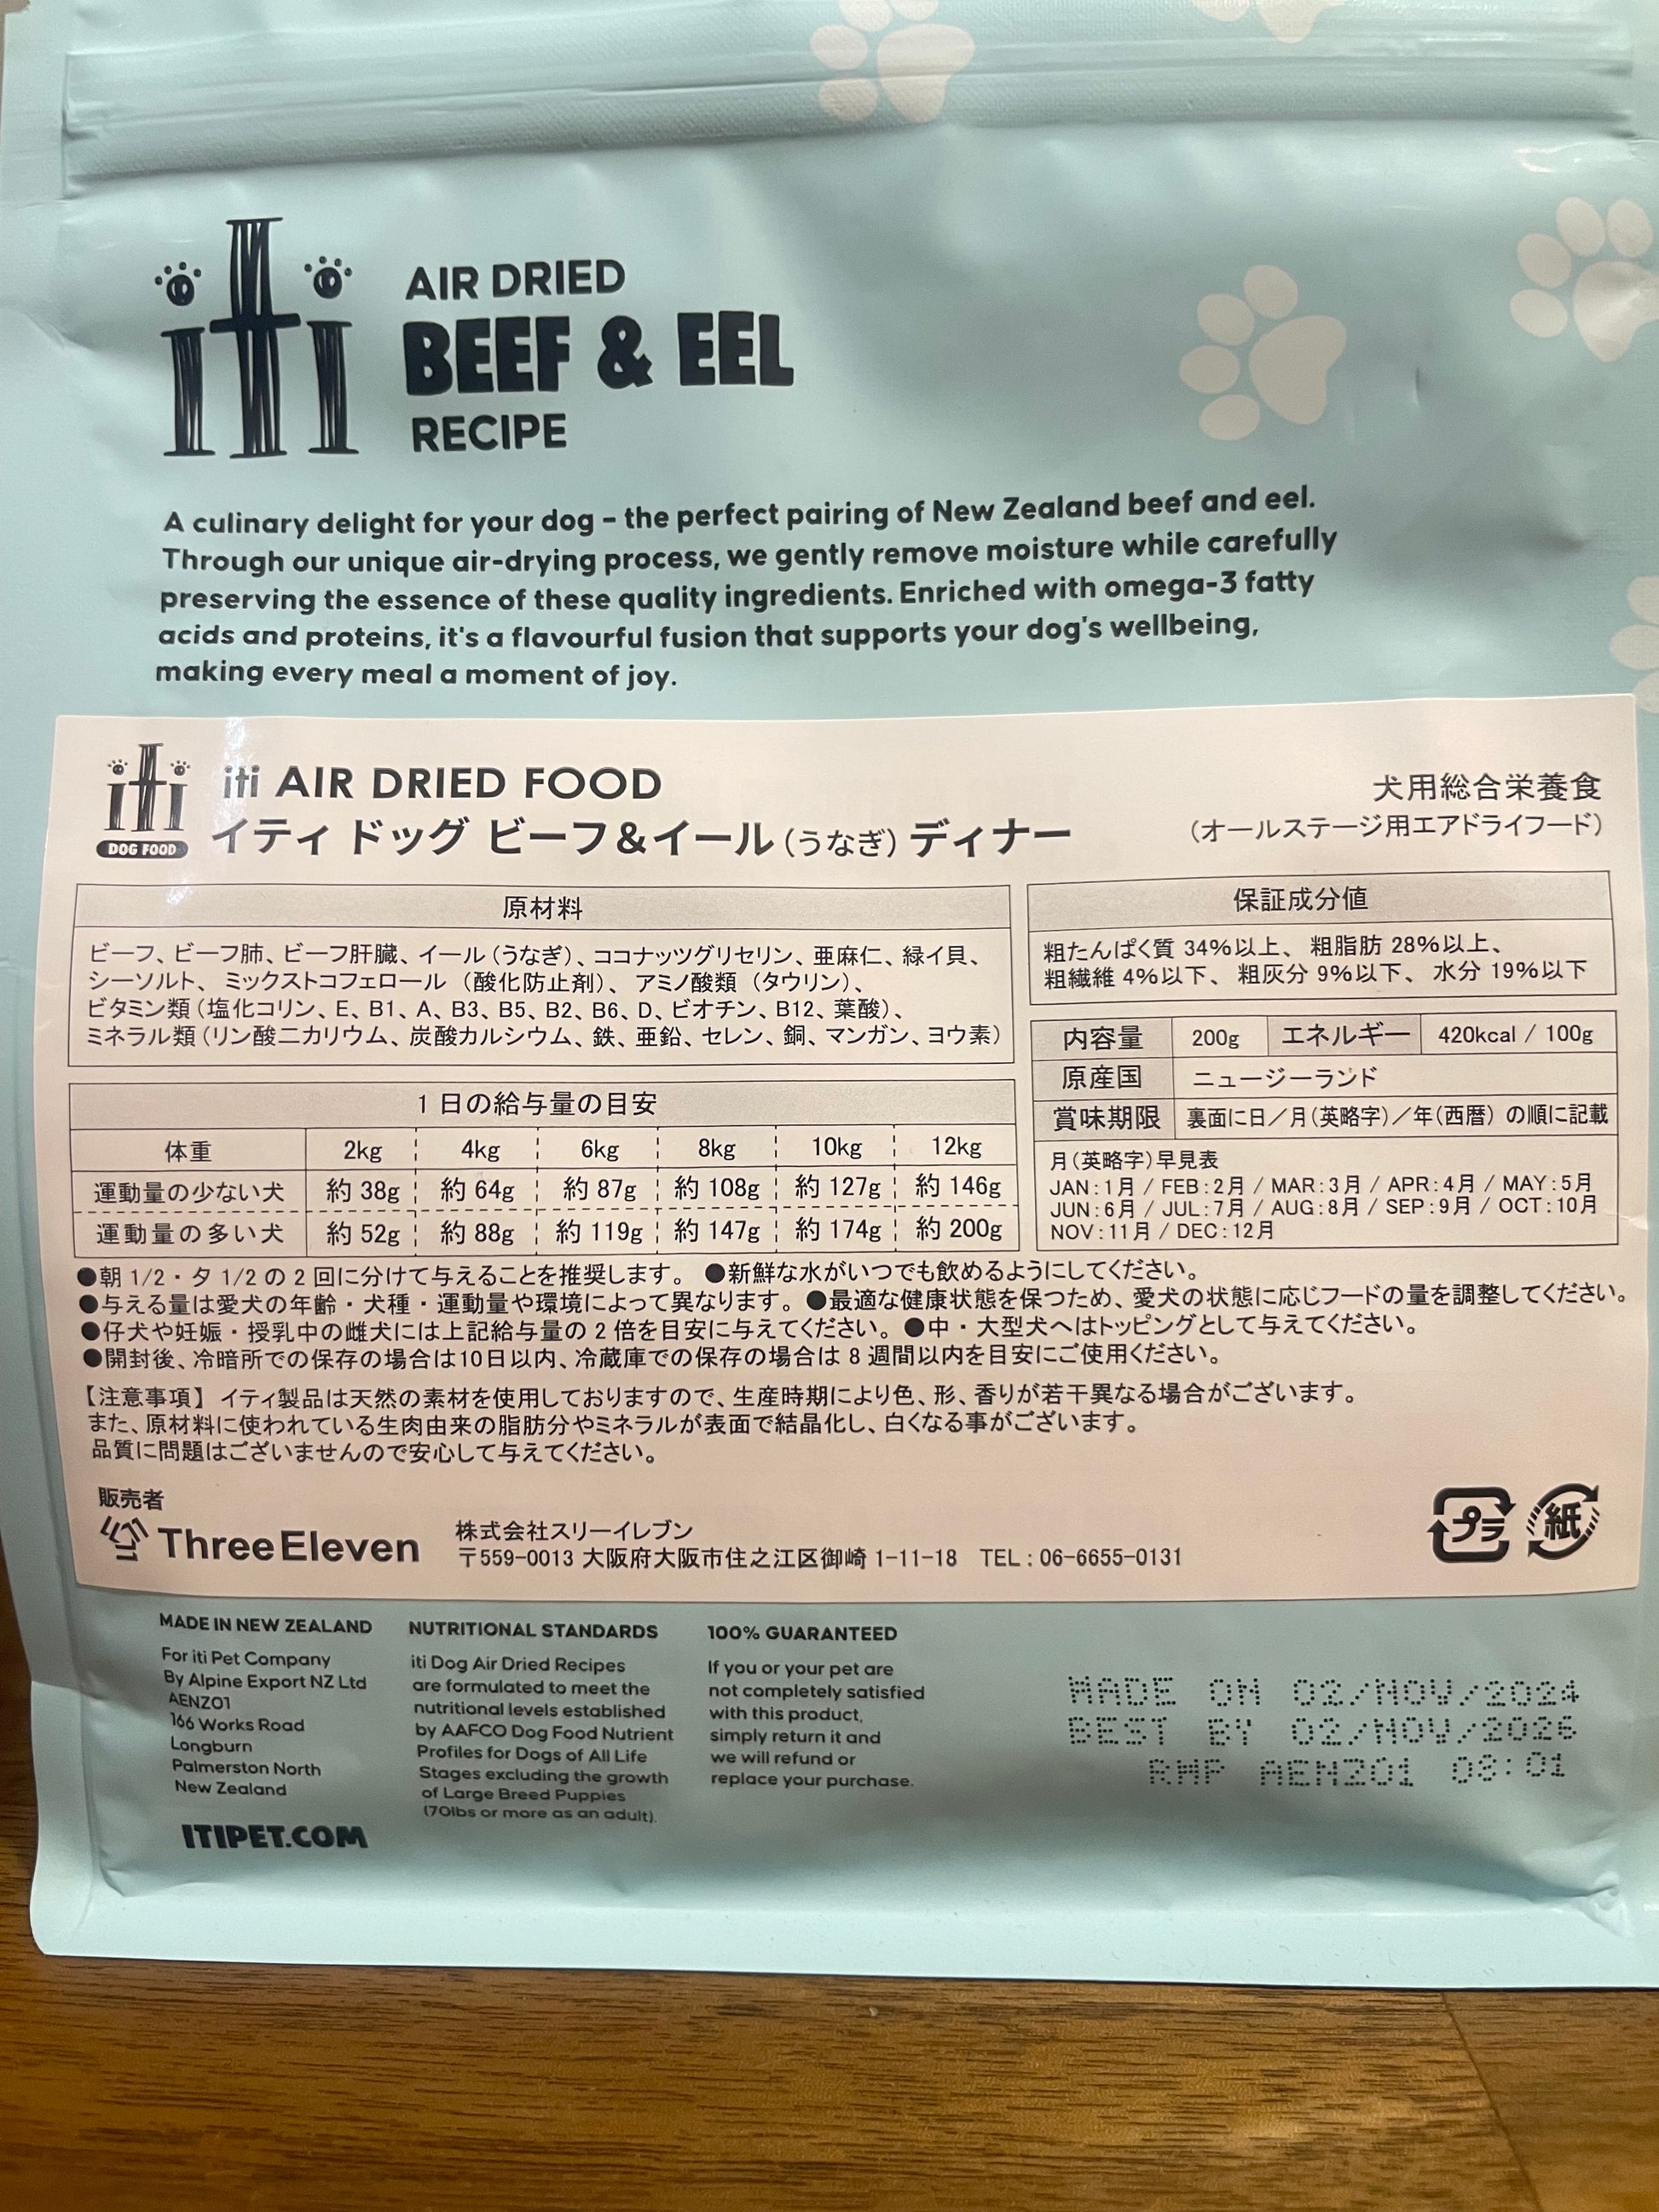 iti
AIR DRIED
BEEF & EEL
RECIPE
A culinary delight for your dog – the perfect pairing of New Zealand beef and eel.
Through our unique air-drying process, we gently remove moisture while carefully
preserving the essence of these quality ingredients. Enriched with omega-3 fatty
acids and proteins, it's a flavourful fusion that supports your dog's wellbeing,
making every meal a moment of joy.
iti
DOG FOOD
iti AIR DRIED FOOD
イティ ドッグ ビーフ&イール(うなぎ)ディナー
犬用総合栄養食
(オールステージ用エアドライフード)
原材料
ビーフ、ビーフ肺、ビーフ肝臓、イール(うなぎ)、ココナッツグリセリン、亜麻仁、緑イ貝、
シーソルト、ミックストコフェロール (酸化防止剤)、アミノ酸類 (タウリン)、
ビタミン類(塩化コリン、E、B1、A、B3、B5、B2、B6、D、ビオチン、B12、葉酸)、
ミネラル類(リン酸二カリウム、炭酸カルシウム、鉄、亜鉛、セレン、銅、マンガン、ヨウ素)
保証成分値
粗たんぱく質 34%以上、 粗脂肪 28%以上、
粗繊維 4%以下、 粗灰分 9%以下、 水分 19%以下
内容量 200g エネルギー 420kcal / 100g
原産国 ニュージーランド
賞味期限 裏面に日/月(英略字)/年(西暦)の順に記載
月(英略字)早見表
JAN:1月 / FEB:2月 / MAR:3月 / APR:4月 / MAY:5月
JUN:6月 / JUL:7月 / AUG:8月 / SEP:9月 / OCT:10月
NOV:11月 / DEC:12月
1日の給与量の目安
体重 2kg 4kg 6kg 8kg 10kg 12kg
運動量の少ない犬 約 38g 約 64g 約 87g 約 108g 約 127g 約 146g
運動量の多い犬 約 52g 約 88g 約 119g 約 147g 約 174g 約 200g
●朝 1/2・夕 1/2 の 2 回に分けて与えることを推奨します。 ●新鮮な水がいつでも飲めるようにしてください。
●与える量は愛犬の年齢・犬種・運動量や環境によって異なります。●最適な健康状態を保つため、愛犬の状態に応じフードの量を調整してください。
●仔犬や妊娠・授乳中の雌犬には上記給与量の 2 倍を目安に与えてください。●中・大型犬へはトッピングとして与えてください。
●開封後、冷暗所での保存の場合は10日以内、冷蔵庫での保存の場合は 8 週間以内を目安にご使用ください。
【注意事項】イティ製品は天然の素材を使用しておりますので、生産時期により色、形、香りが若干異なる場合がございます。
また、原材料に使われている生肉由来の脂肪分やミネラルが表面で結晶化し、白くなる事がございます。
品質に問題はございませんので安心して与えてください。
販売者
ThreeEleven
株式会社スリーイレブン
〒559-0013 大阪府大阪市住之江区御崎 1-11-18 TEL : 06-6655-0131
プラ
紙
MADE IN NEW ZEALAND
For iti Pet Company
By Alpine Export NZ Ltd
AENZ01
166 Works Road
Longburn
Palmerston North
New Zealand
ITIPET.COM
NUTRITIONAL STANDARDS
iti Dog Air Dried Recipes
are formulated to meet the
nutritional levels established
by AAFCO Dog Food Nutrient
Profiles for Dogs of All Life
Stages excluding the growth
of Large Breed Puppies
(70lbs or more as an adult).
100% GUARANTEED
If you or your pet are
not completely satisfied
with this product,
simply return it and
we will refund or
replace your purchase.
MADE ON 02/NOV/2024
BEST BY 02/NOV/2026
RMP AENZ01 08:01